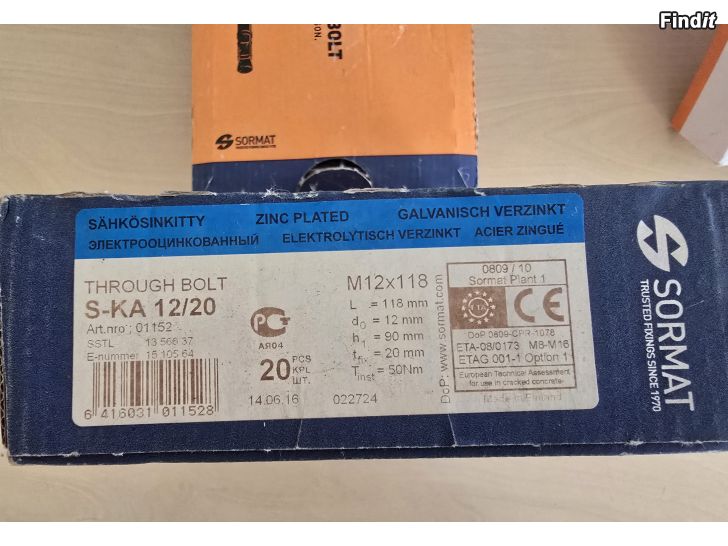 Findit
BOLT
SORMAT
SÄHKÖSINKITTY ZINC PLATED GALVANISCH VERZINKT
ЭЛЕКТРООЦИНКОВАННЫЙ ELEKTROLYTISCH VERZINKT ACIER ZINGUÉ
THROUGH BOLT
S-KA 12/20
Art.nro: 01152
SSTL 13 566 37
E-nummer 15 105 64
6 416031 011528
АЯ04
20 PCS
KPL
ШТ.
14.06.16 022724
M12x118
L = 118 mm
d₀ = 12 mm
h₁ = 90 mm
tfix = 20 mm
Tinst = 50Nm
DoP: www.sormat.com
0809 / 10
Sormat Plant 1
ETA CE
DoP 0809-CPR-1078
ETA-08/0173 M8-M16
ETAG 001-1 Option 1
European Technical Assessment
for use in cracked concrete
Made in Finland
SORMAT
TRUSTED FIXINGS SINCE 1970